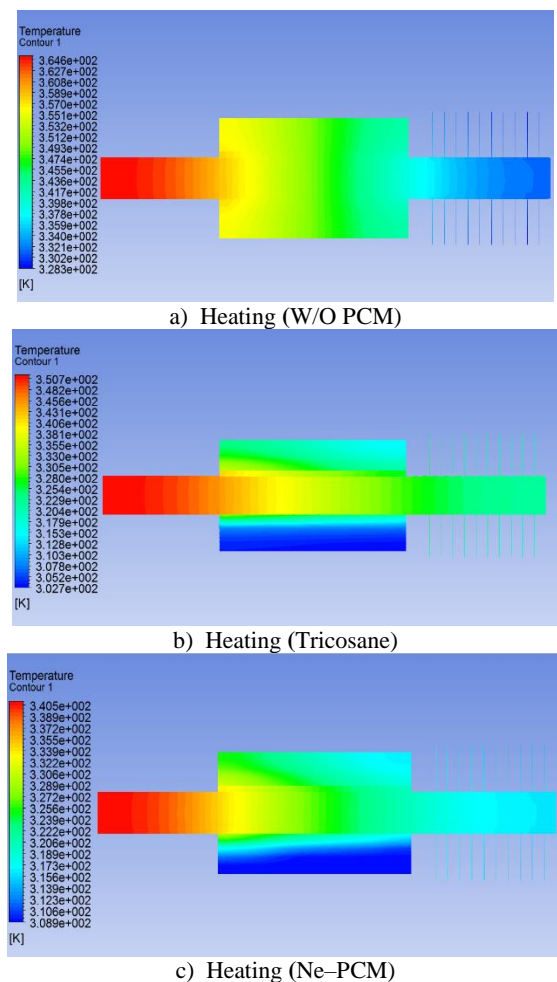 Temperature
Contour 1
3.646e+002
3.627e+002
3.608e+002
3.589e+002
3.570e+002
3.551e+002
3.532e+002
3.512e+002
3.493e+002
3.474e+002
3.455e+002
3.436e+002
3.417e+002
3.398e+002
3.378e+002
3.359e+002
3.340e+002
3.321e+002
3.302e+002
3.283e+002
[K]
a) Heating (W/O PCM)
Temperature
Contour 1
3.507e+002
3.482e+002
3.456e+002
3.431e+002
3.406e+002
3.381e+002
3.355e+002
3.330e+002
3.305e+002
3.280e+002
3.254e+002
3.229e+002
3.204e+002
3.179e+002
3.153e+002
3.128e+002
3.103e+002
3.078e+002
3.052e+002
3.027e+002
[K]
b) Heating (Tricosane)
Temperature
Contour 1
3.405e+002
3.389e+002
3.372e+002
3.355e+002
3.339e+002
3.322e+002
3.306e+002
3.289e+002
3.272e+002
3.256e+002
3.239e+002
3.222e+002
3.206e+002
3.189e+002
3.173e+002
3.156e+002
3.139e+002
3.123e+002
3.106e+002
3.089e+002
[K]
c) Heating (Ne–PCM)